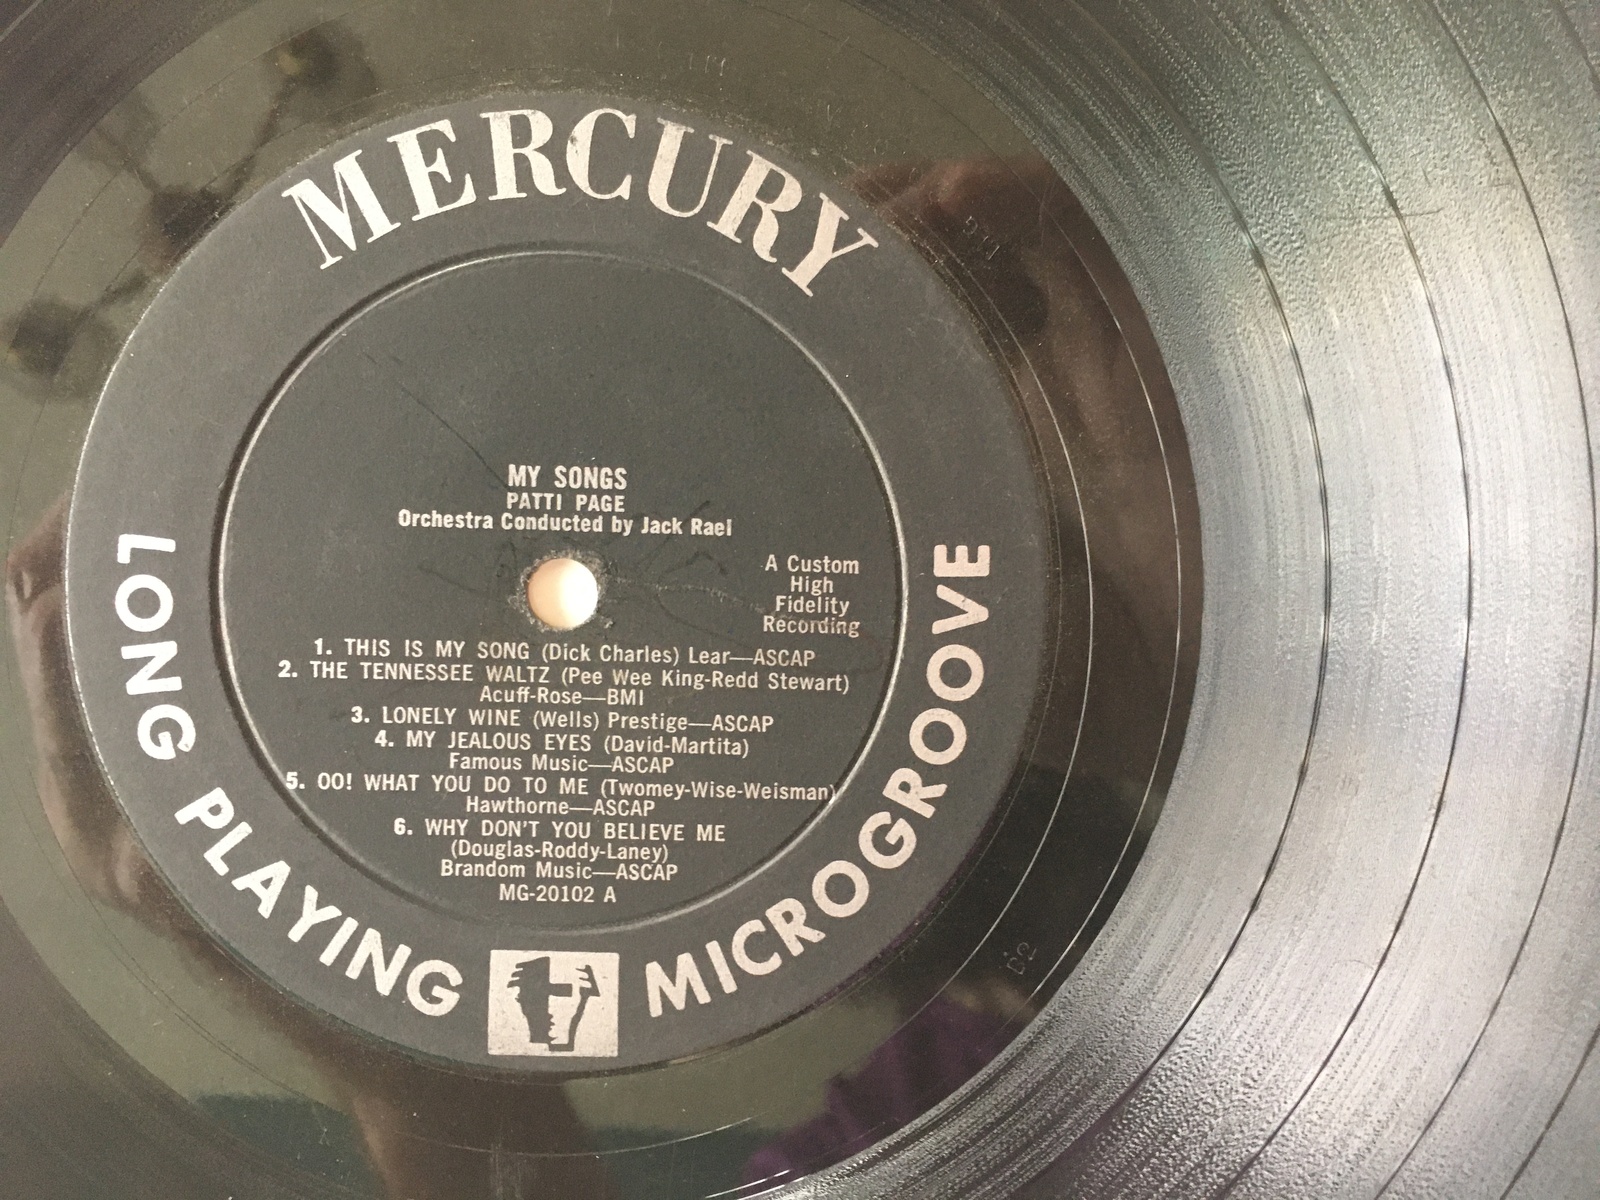 MERCURY
MY SONGS
PATTI PAGE
Orchestra Conducted by Jack Rael
A Custom
High
Fidelity
Recording
1. THIS IS MY SONG (Dick Charles) Lear—ASCAP
2. THE TENNESSEE WALTZ (Pee Wee King-Redd Stewart)
Acuff-Rose—BMI
3. LONELY WINE (Wells) Prestige—ASCAP
4. MY JEALOUS EYES (David-Martita)
Famous Music—ASCAP
5. OO! WHAT YOU DO TO ME (Twomey-Wise-Weisman)
Hawthorne—ASCAP
6. WHY DON'T YOU BELIEVE ME
(Douglas-Roddy-Laney)
Brandom Music—ASCAP
MG-20102 A
LONG PLAYING
MICROGROOVE